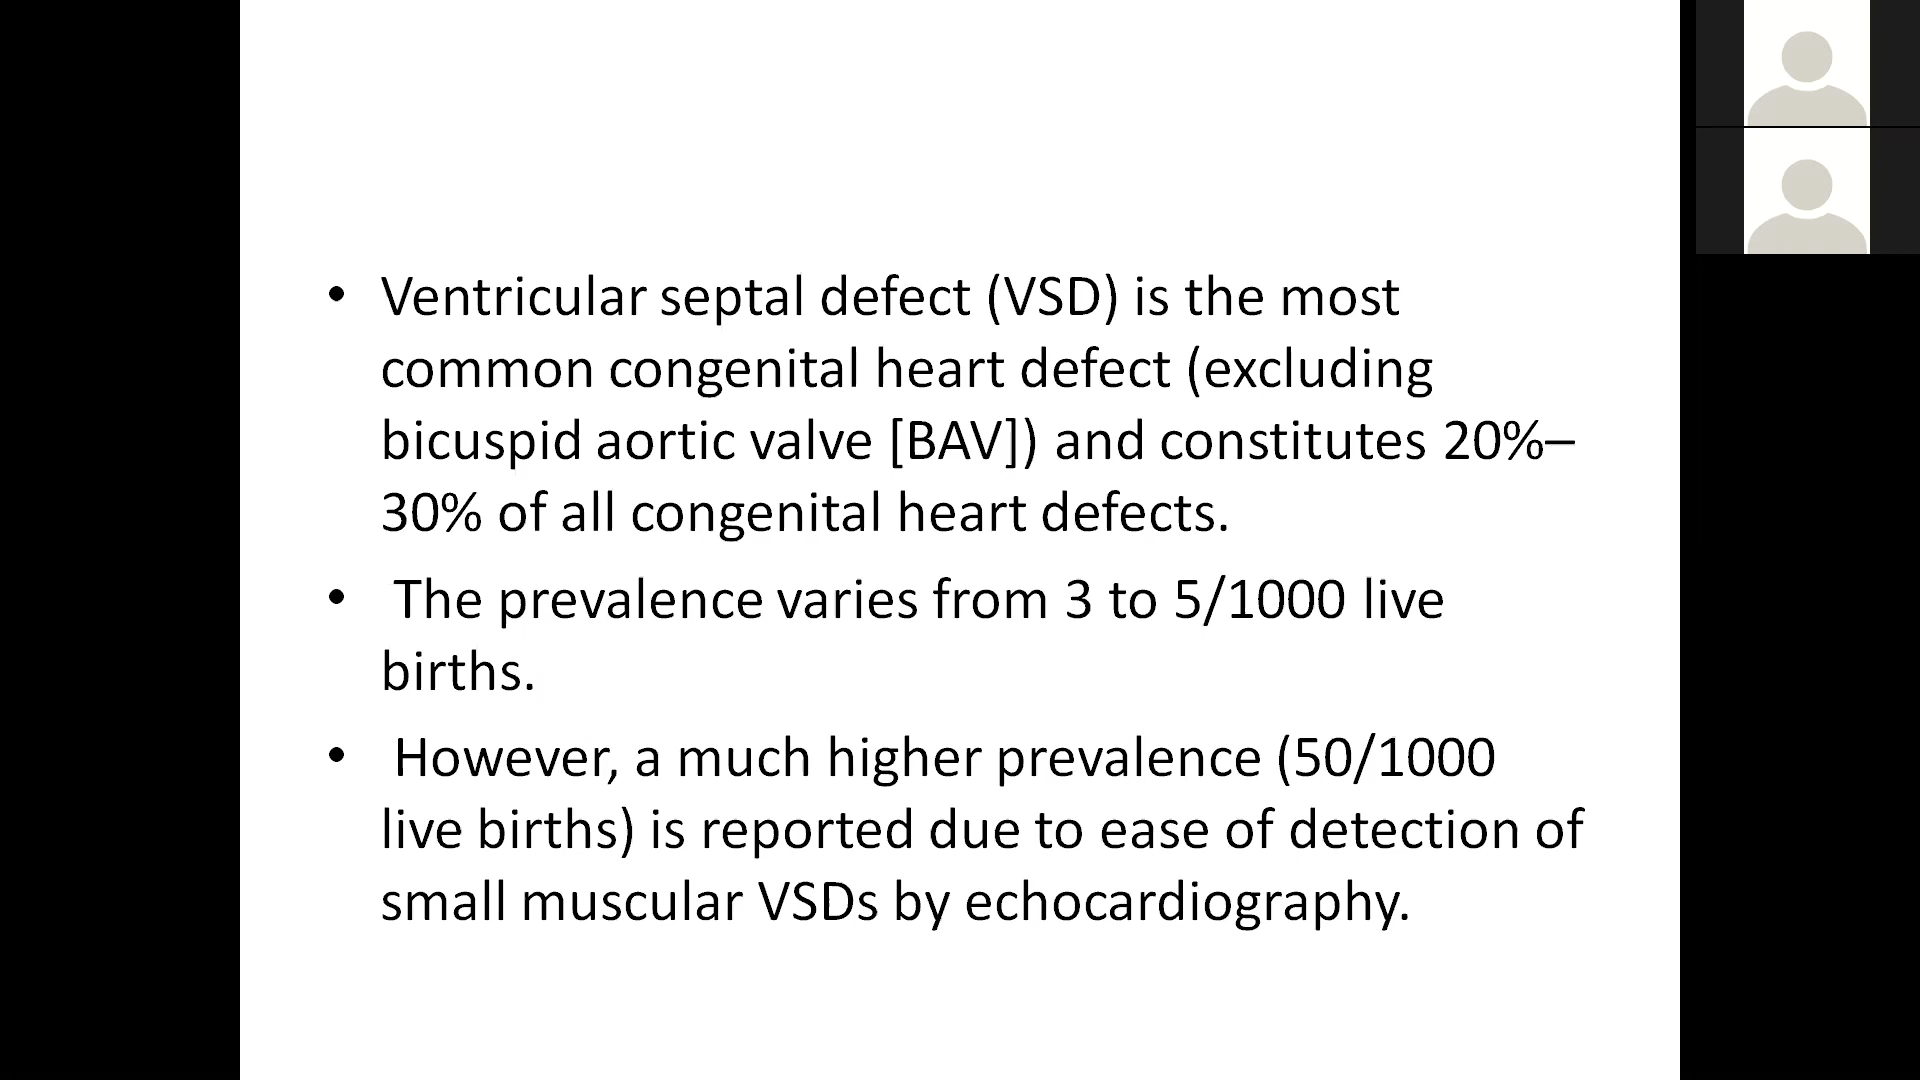 • Ventricular septal defect (VSD) is the most
common congenital heart defect (excluding
bicuspid aortic valve [BAV]) and constitutes 20%–
30% of all congenital heart defects.
• The prevalence varies from 3 to 5/1000 live
births.
• However, a much higher prevalence (50/1000
live births) is reported due to ease of detection of
small muscular VSDs by echocardiography.